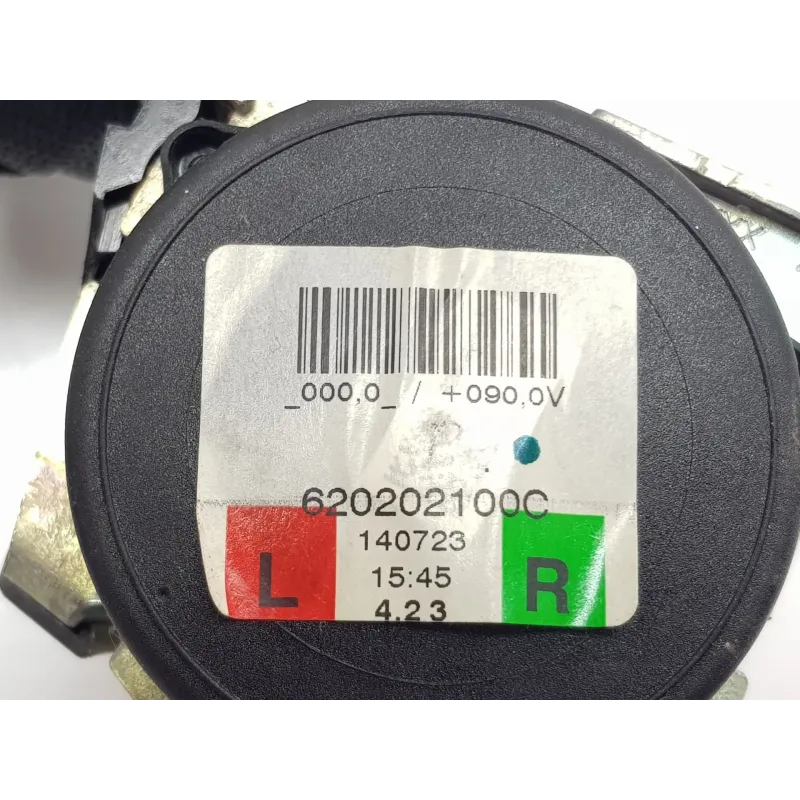 _000,0_ / +090,0V
620202100C
140723
L 15:45 R
4.23